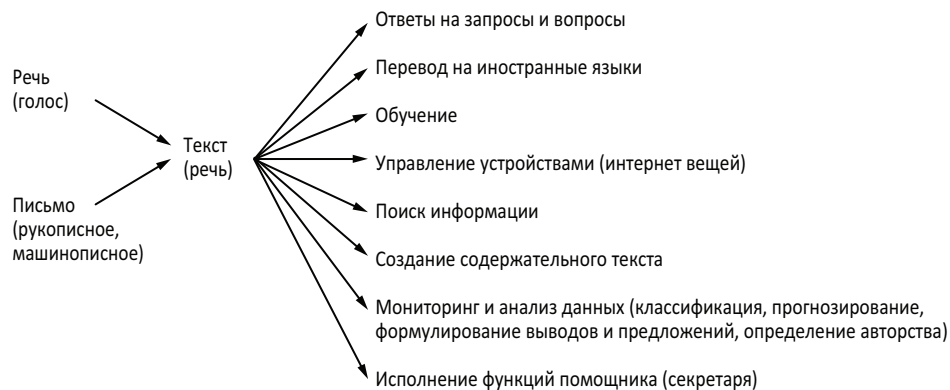 Речь
(голос)
Письмо
(рукописное,
машинописное)
Текст
(речь)
Ответы на запросы и вопросы
Перевод на иностранные языки
Обучение
Управление устройствами (интернет вещей)
Поиск информации
Создание содержательного текста
Мониторинг и анализ данных (классификация, прогнозирование,
формулирование выводов и предложений, определение авторства)
Исполнение функций помощника (секретаря)